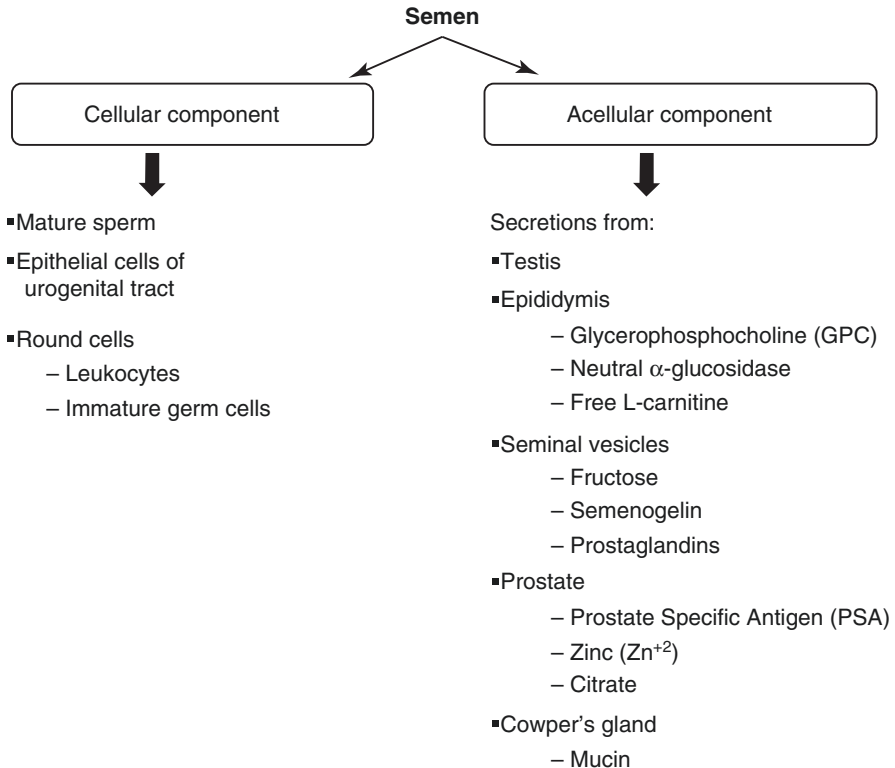 Semen
Cellular component
▪Mature sperm
▪Epithelial cells of
urogenital tract
▪Round cells
– Leukocytes
– Immature germ cells
Acellular component
Secretions from:
▪Testis
▪Epididymis
– Glycerophosphocholine (GPC)
– Neutral α-glucosidase
– Free L-carnitine
▪Seminal vesicles
– Fructose
– Semenogelin
– Prostaglandins
▪Prostate
– Prostate Specific Antigen (PSA)
– Zinc (Zn⁺²)
– Citrate
▪Cowper's gland
– Mucin